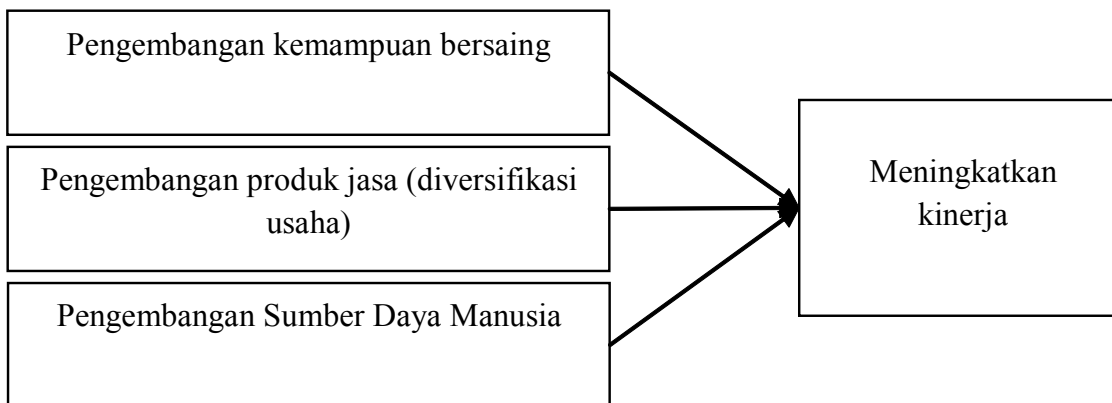 Pengembangan kemampuan bersaing
Pengembangan produk jasa (diversifikasi
usaha)
Pengembangan Sumber Daya Manusia
Meningkatkan
kinerja